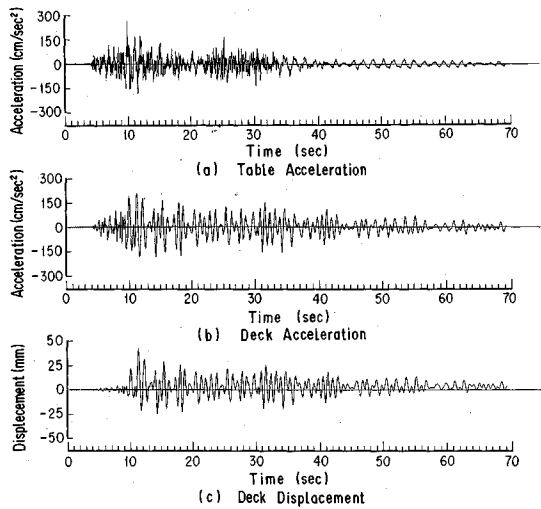 Acceleration (cm/sec²)
300
150
0
-150
-300
0 10 20 30 40 50 60 70
Time (sec)
(a) Table Acceleration
Acceleration (cm/sec²)
300
150
0
-150
-300
0 10 20 30 40 50 60 70
Time (sec)
(b) Deck Acceleration
Displecement (mm)
50
25
0
-25
-50
0 10 20 30 40 50 60 70
Time (sec)
(c) Deck Displacement